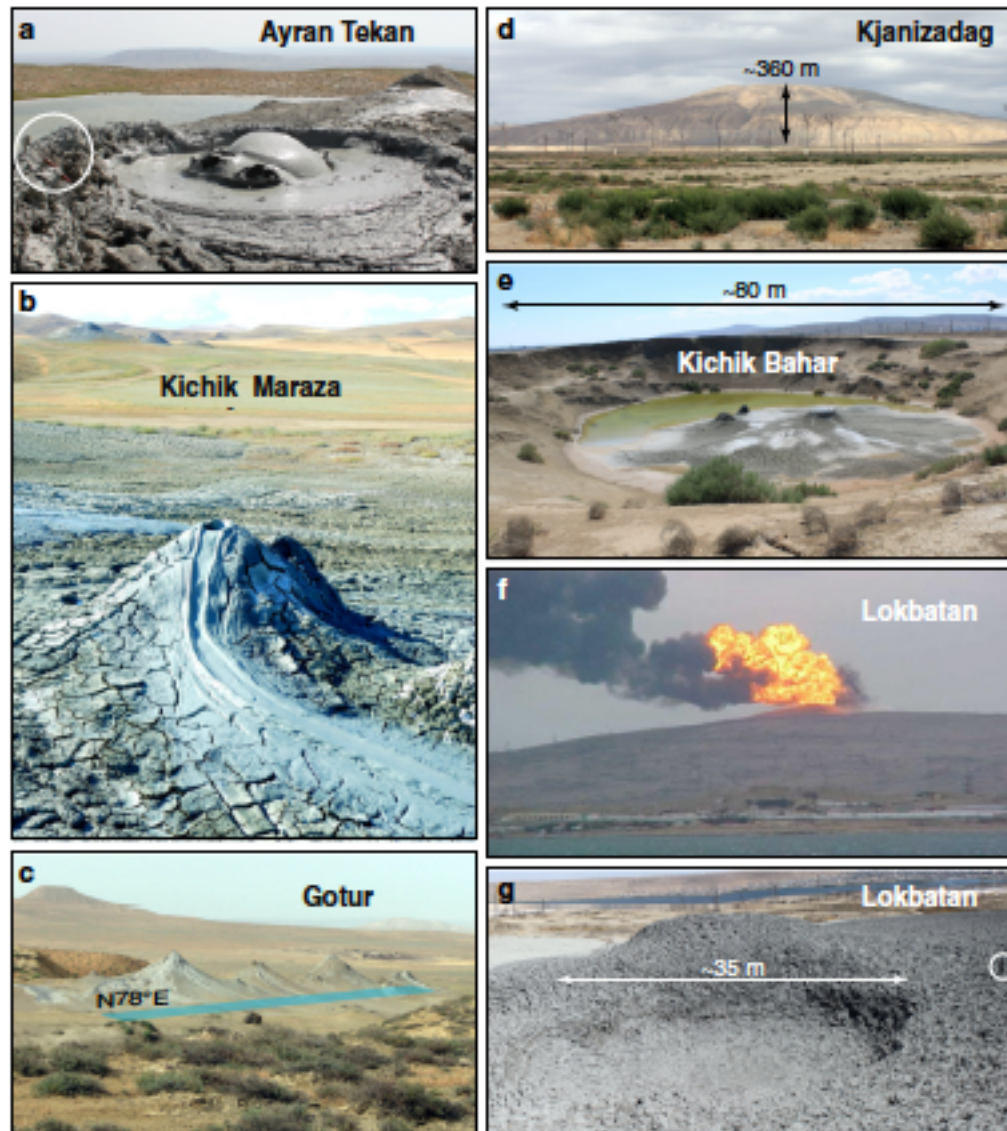 a
Ayran Tekan
b
Kichik Maraza
c
Gotur
N78°E
d
Kjanizadag
~360 m
e
~80 m
Kichik Bahar
f
Lokbatan
g
Lokbatan
~35 m